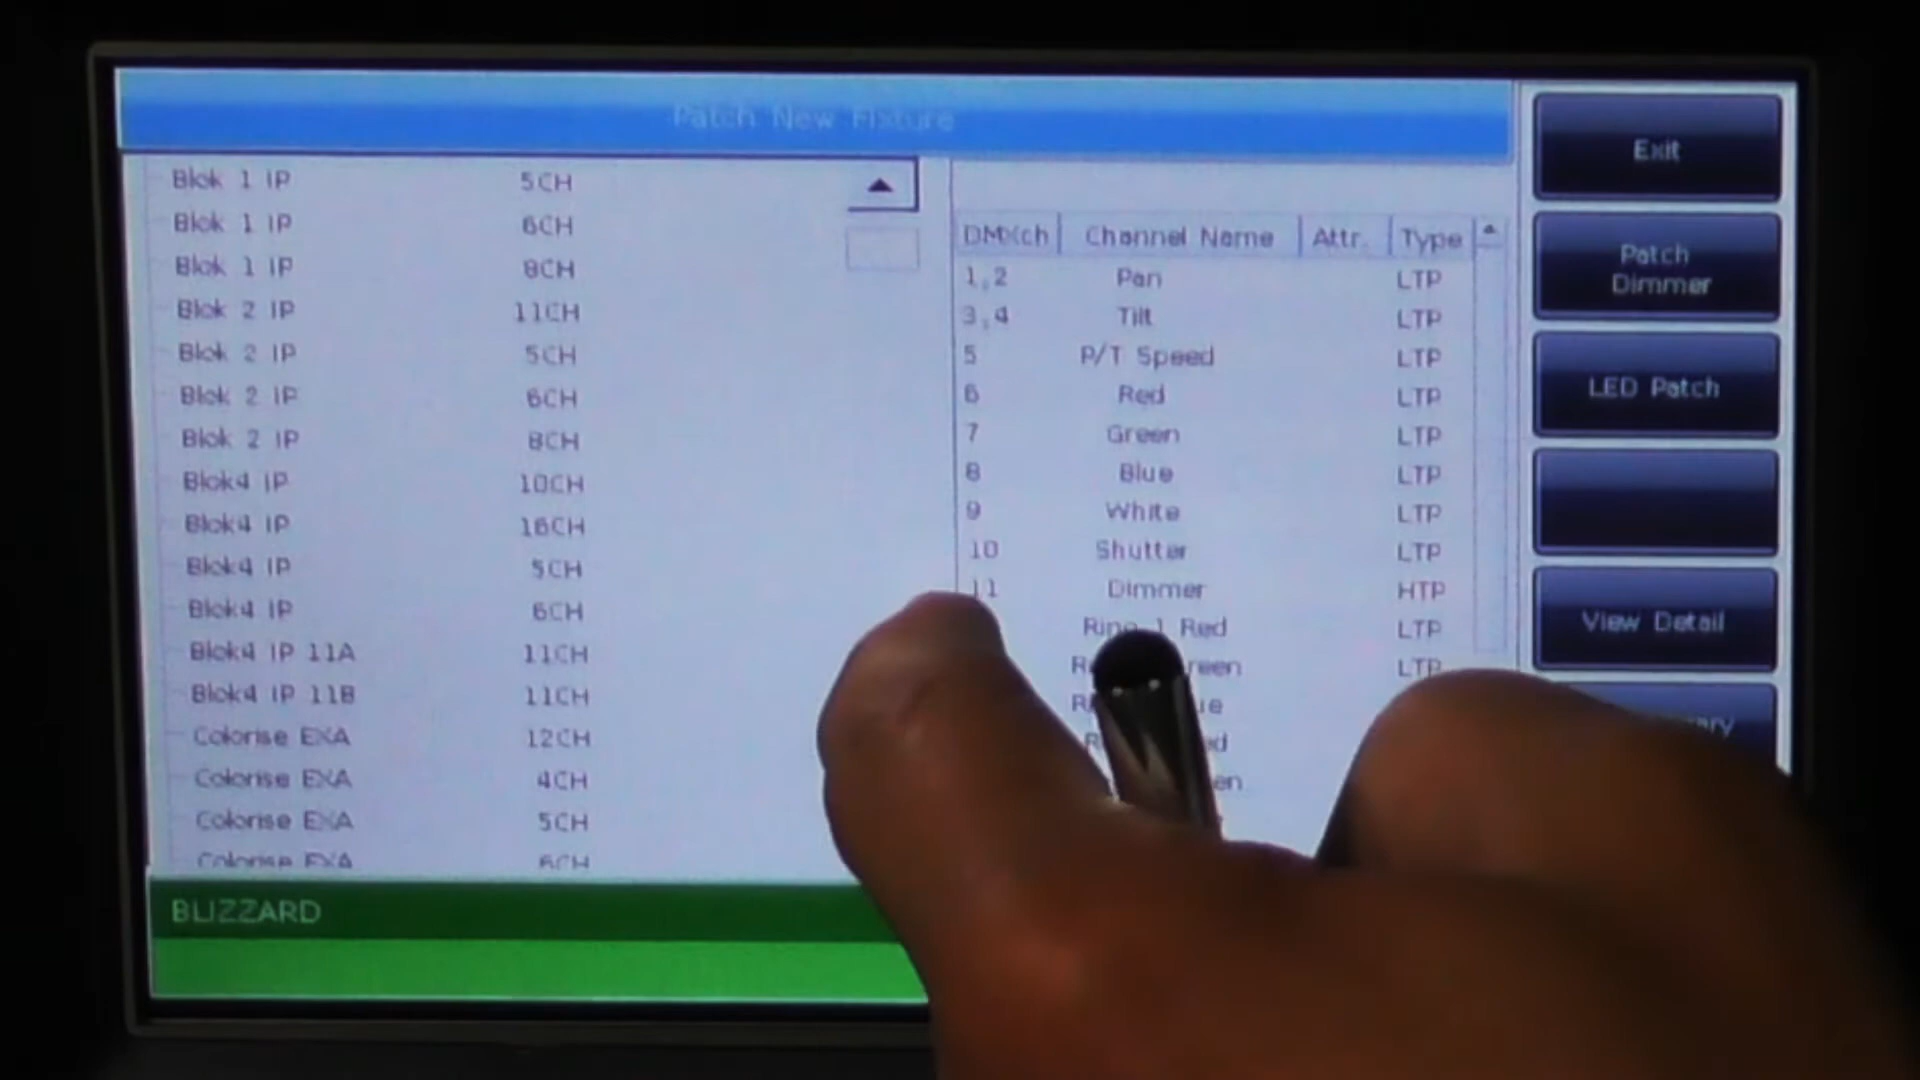 Patch New Fixture
Blok 1 IP 5CH
Blok 1 IP 6CH
Blok 1 IP 8CH
Blok 2 IP 11CH
Blok 2 IP 5CH
Blok 2 IP 6CH
Blok 2 IP 8CH
Blok4 IP 10CH
Blok4 IP 16CH
Blok4 IP 5CH
Blok4 IP 6CH
Blok4 IP 11A 11CH
Blok4 IP 11B 11CH
Colorise EXA 12CH
Colorise EXA 4CH
Colorise EXA 5CH
Colorise EXA 6CH
BLIZZARD
DMXch Channel Name Attr. Type
1,2 Pan LTP
3,4 Tilt LTP
5 P/T Speed LTP
6 Red LTP
7 Green LTP
8 Blue LTP
9 White LTP
10 Shutter LTP
11 Dimmer HTP
Ring 1 Red LTP
LTP
Exit
Patch
Dimmer
LED Patch
View Detail